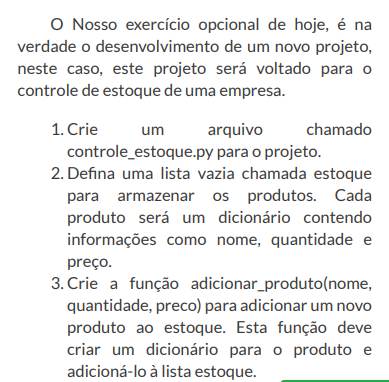 O Nosso exercício opcional de hoje, é na
verdade o desenvolvimento de um novo projeto,
neste caso, este projeto será voltado para o
controle de estoque de uma empresa.
1. Crie um arquivo chamado
controle_estoque.py para o projeto.
2. Defina uma lista vazia chamada estoque
para armazenar os produtos. Cada
produto será um dicionário contendo
informações como nome, quantidade e
preço.
3. Crie a função adicionar_produto(nome,
quantidade, preco) para adicionar um novo
produto ao estoque. Esta função deve
criar um dicionário para o produto e
adicioná-lo à lista estoque.